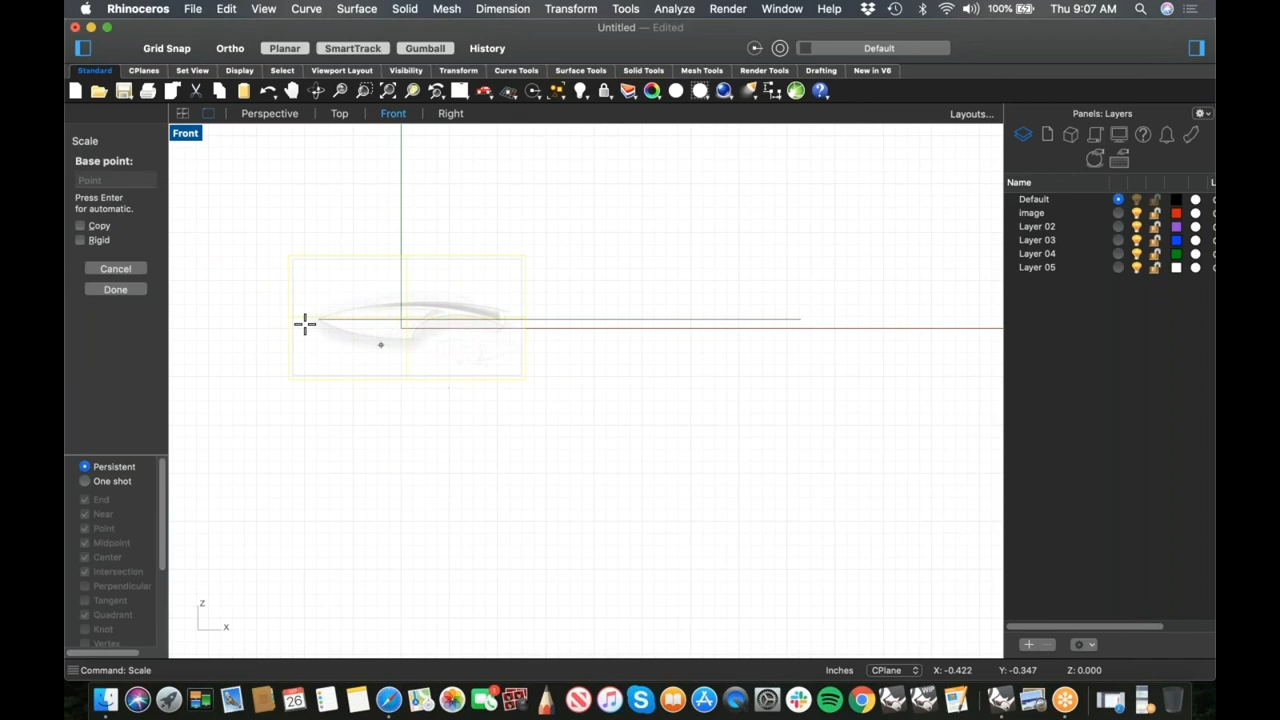 Rhinoceros File Edit View Curve Surface Solid Mesh Dimension Transform Tools Analyze Render Window Help 100% Thu 9:07 AM
Untitled — Edited
Grid Snap Ortho Planar SmartTrack Gumball History Default
Standard CPlanes Set View Display Select Viewport Layout Visibility Transform Curve Tools Surface Tools Solid Tools Mesh Tools Render Tools Drafting New in V6
Perspective Top Front Right Layouts... Panels: Layers
Front
Scale
Base point:
Point
Press Enter
for automatic.
Copy
Rigid
Cancel
Done
Name L
Default
image
Layer 02
Layer 03
Layer 04
Layer 05
Persistent
One shot
End
Near
Point
Midpoint
Center
Intersection
Perpendicular
Tangent
Quadrant
Knot
Vertex
z
x
Command: Scale Inches CPlane X: -0.422 Y: -0.347 Z: 0.000
26